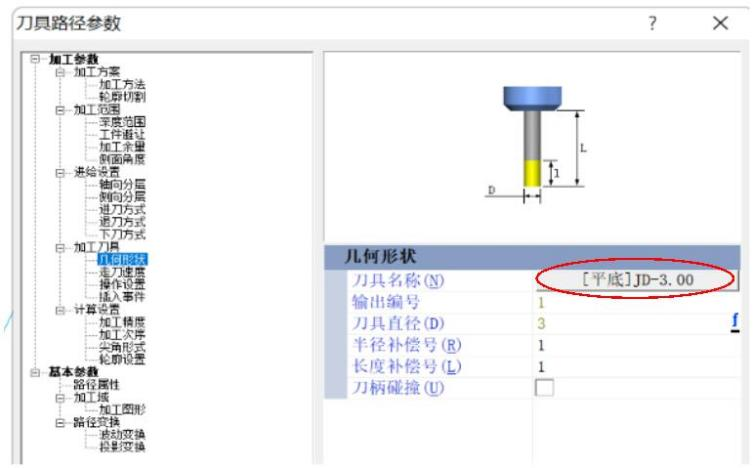 刀具路径参数
? ×
加工参数
加工方案
加工方法
轮廓切割
加工范围
深度范围
工件避让
加工余量
侧面角度
进给设置
轴向分层
侧向分层
进刀方式
退刀方式
下刀方式
加工刀具
几何形状
走刀速度
操作设置
插入事件
计算设置
加工精度
加工次序
尖角形式
轮廓设置
基本参数
路径属性
加工域
加工图形
路径变换
波动变换
投影变换
L
l
D
几何形状
刀具名称(N) [平底]JD-3.00
输出编号 1
刀具直径(D) 3 f
半径补偿号(R) 1
长度补偿号(L) 1
刀柄碰撞(U)